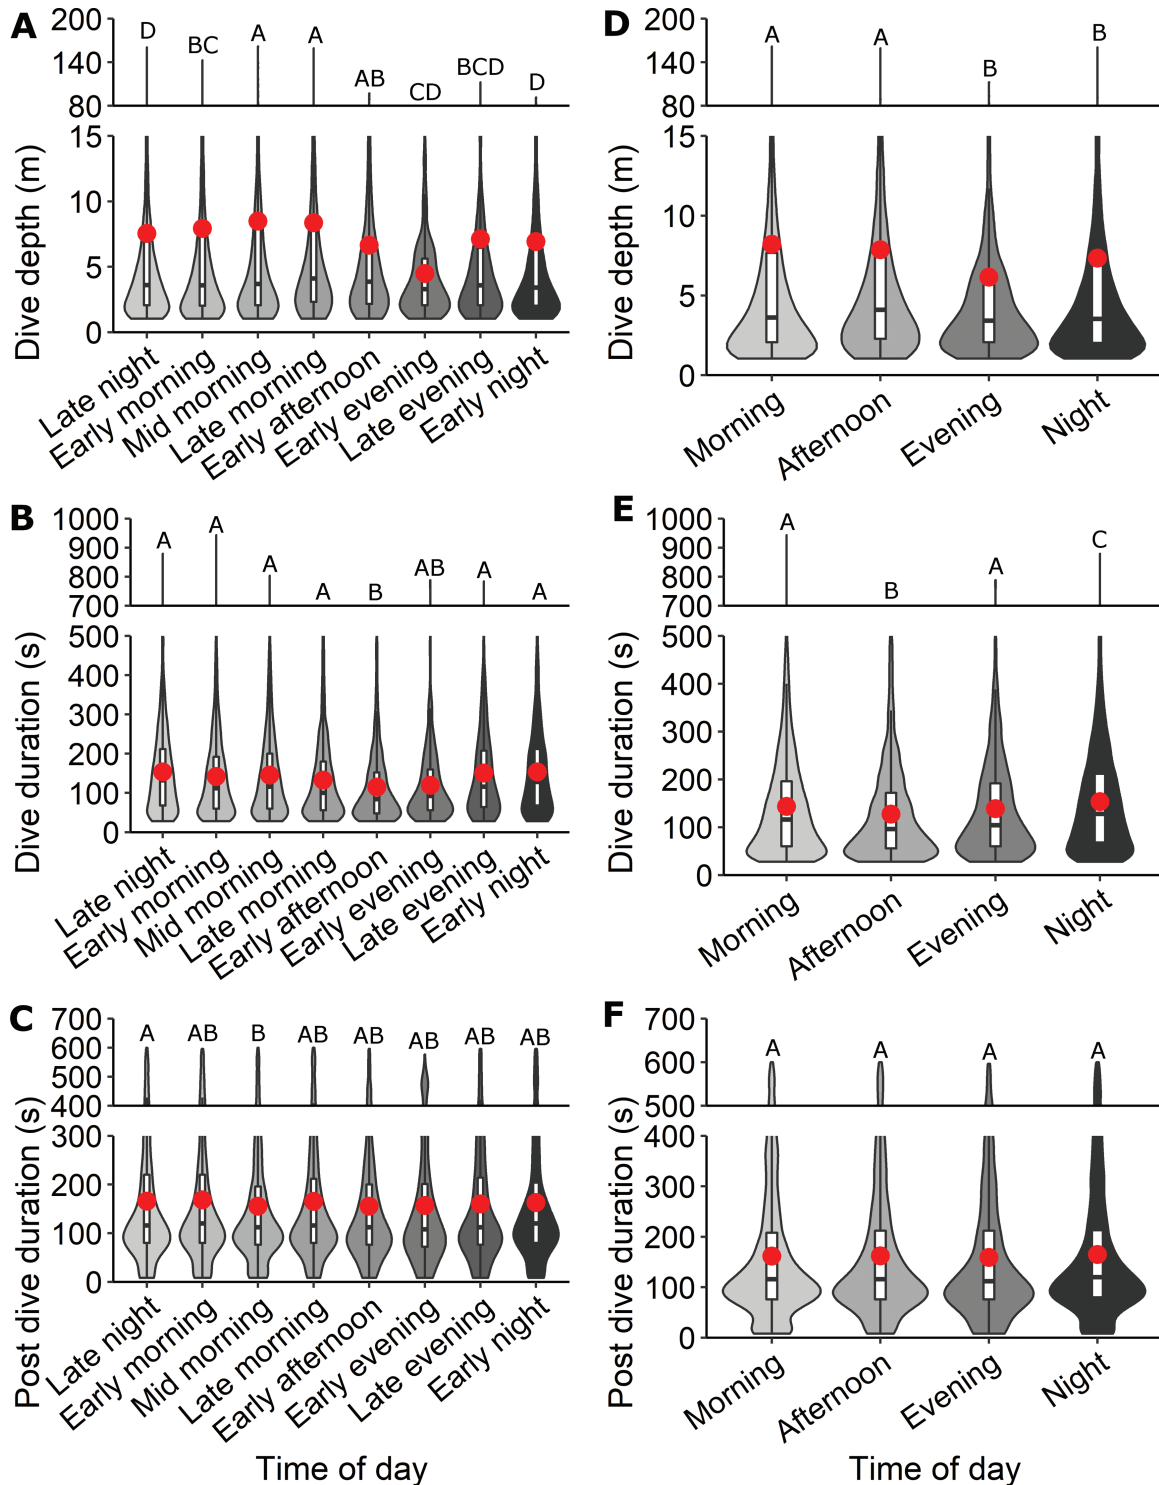 A
Dive depth (m)
200
140
80
15
10
5
0
D
BC
A
A
AB
CD
BCD
D
Late night
Early morning
Mid morning
Late morning
Early afternoon
Early evening
Late evening
Early night
D
Dive depth (m)
200
140
80
15
10
5
0
A
A
B
B
Morning
Afternoon
Evening
Night
B
Dive duration (s)
1000
900
800
700
500
400
300
200
100
0
A
A
A
A
B
AB
A
A
Late night
Early morning
Mid morning
Late morning
Early afternoon
Early evening
Late evening
Early night
E
Dive duration (s)
1000
900
800
700
500
400
300
200
100
0
A
B
A
C
Morning
Afternoon
Evening
Night
C
Post dive duration (s)
700
600
500
400
300
200
100
0
A
AB
B
AB
AB
AB
AB
AB
Late night
Early morning
Mid morning
Late morning
Early afternoon
Early evening
Late evening
Early night
Time of day
F
Post dive duration (s)
700
600
500
400
300
200
100
0
A
A
A
A
Morning
Afternoon
Evening
Night
Time of day